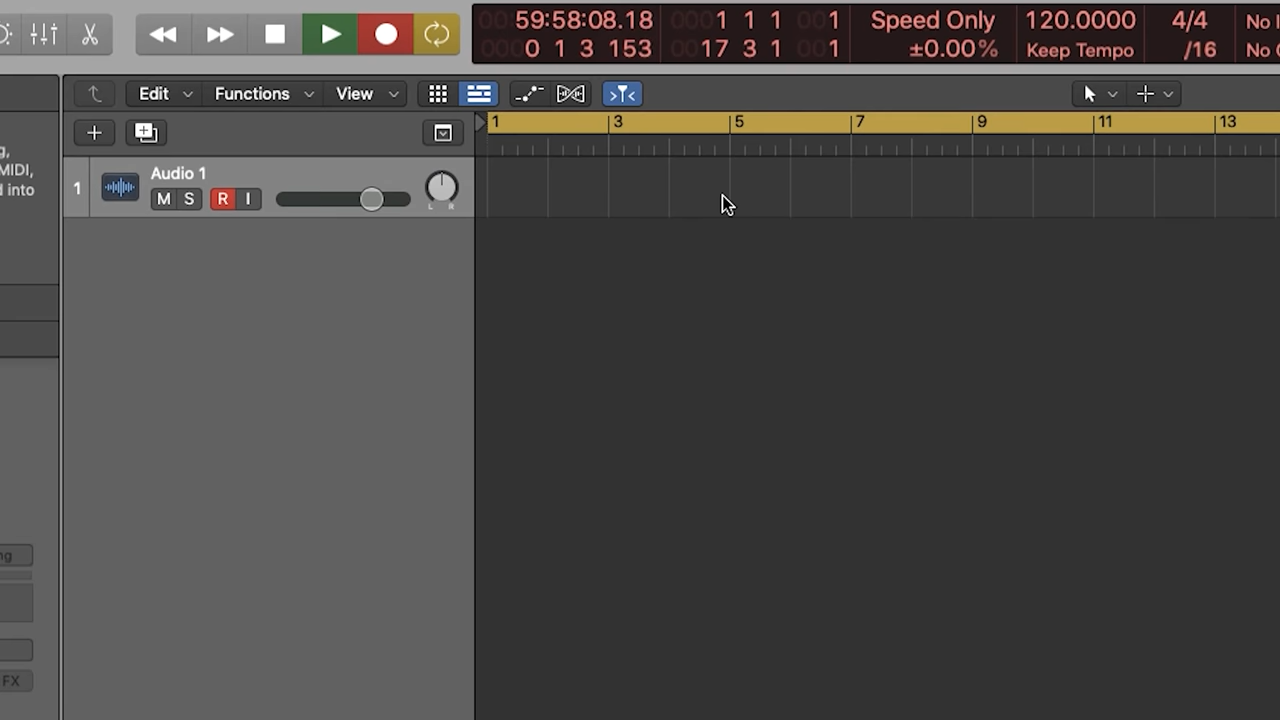 59:58:08.18 1 1 1 1 Speed Only 120.0000 4/4 No
0 1 3 153 17 3 1 1 ±0.00% Keep Tempo /16 No
Edit Functions View
1 3 5 7 9 11 13
g,
MIDI,
d into
1 Audio 1
M S R I
L R
ng
FX